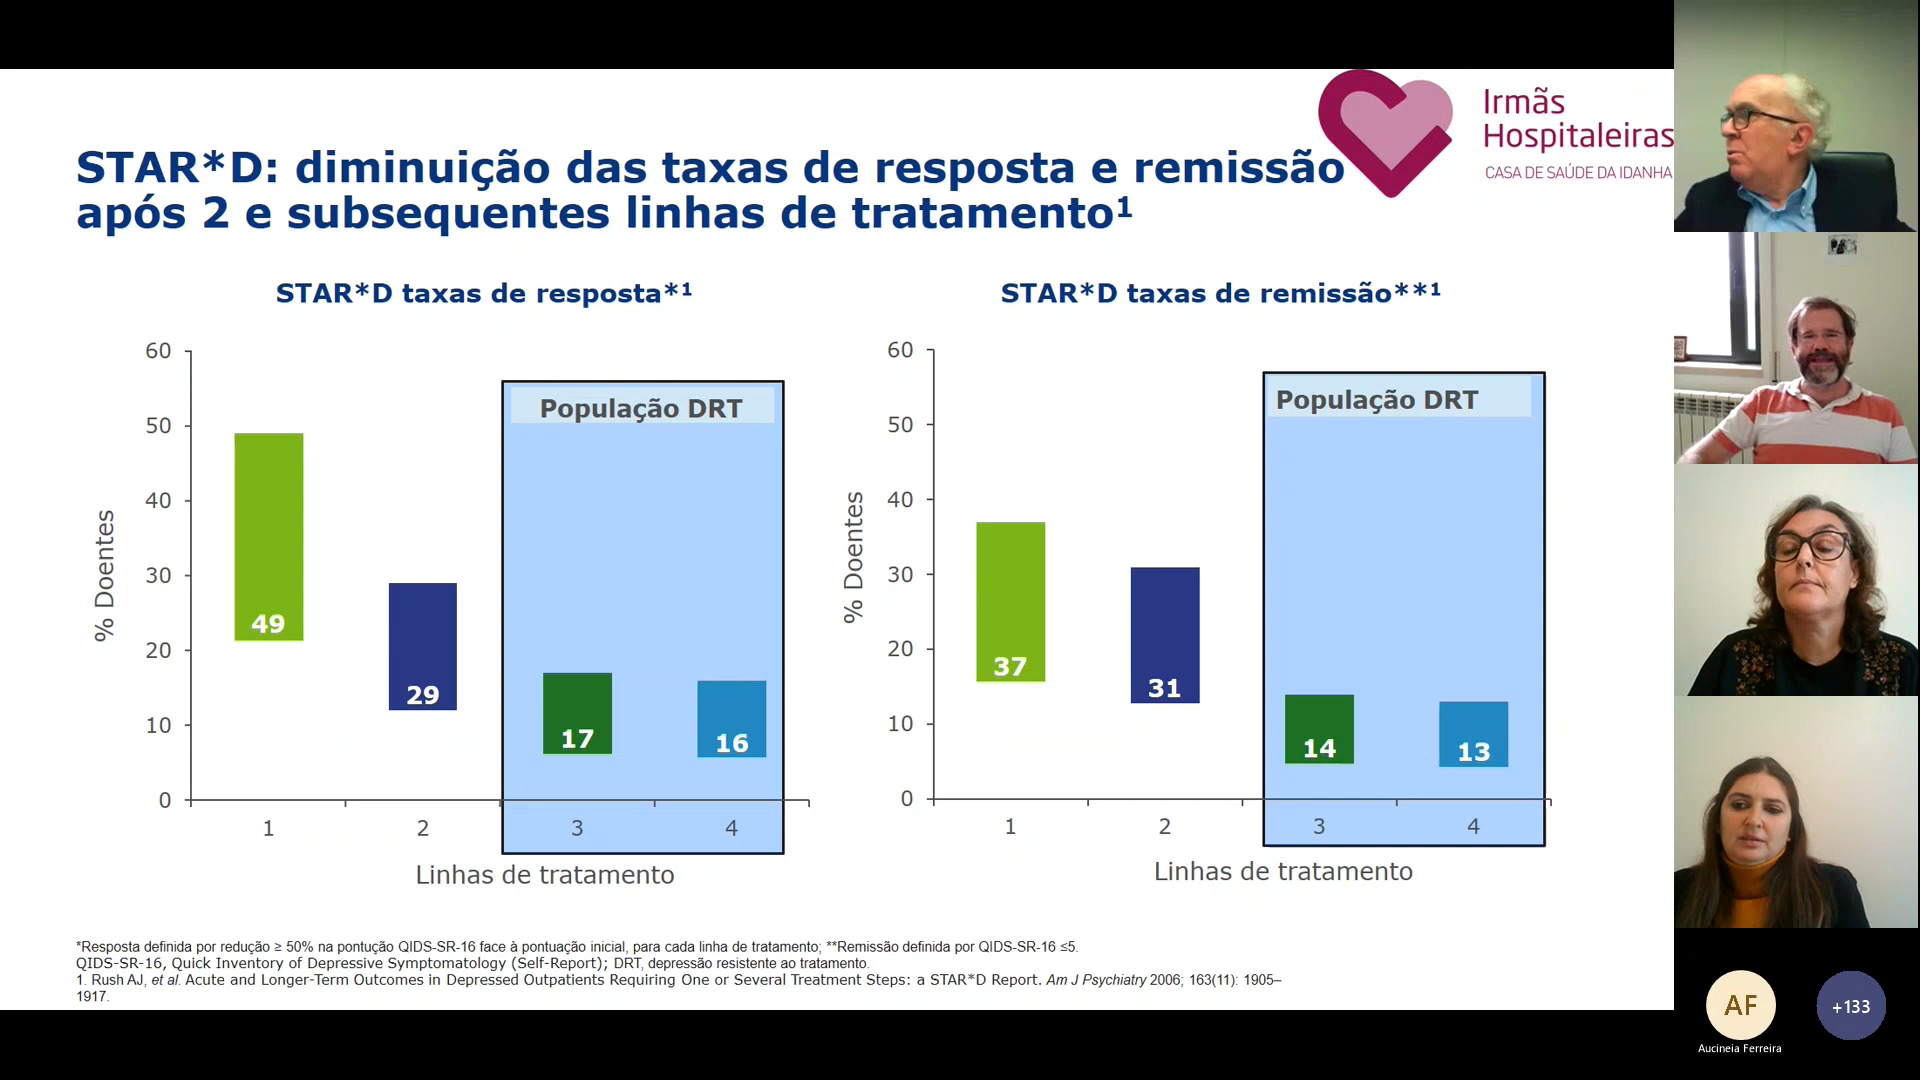 Irmãs
Hospitaleiras
CASA DE SAÚDE DA IDANHA
STAR*D: diminuição das taxas de resposta e remissão
após 2 e subsequentes linhas de tratamento¹
STAR*D taxas de resposta*¹
60
50
40
30
20
10
0
% Doentes
População DRT
49
29
17
16
1
2
3
4
Linhas de tratamento
STAR*D taxas de remissão**¹
60
50
40
30
20
10
0
% Doentes
População DRT
37
31
14
13
1
2
3
4
Linhas de tratamento
*Resposta definida por redução ≥ 50% na pontução QIDS-SR-16 face à pontuação inicial, para cada linha de tratamento; **Remissão definida por QIDS-SR-16 ≤5.
QIDS-SR-16, Quick Inventory of Depressive Symptomatology (Self-Report); DRT, depressão resistente ao tratamento.
1. Rush AJ, et al. Acute and Longer-Term Outcomes in Depressed Outpatients Requiring One or Several Treatment Steps: a STAR*D Report. Am J Psychiatry 2006; 163(11): 1905–
1917.
AF
+133
Aucineia Ferreira